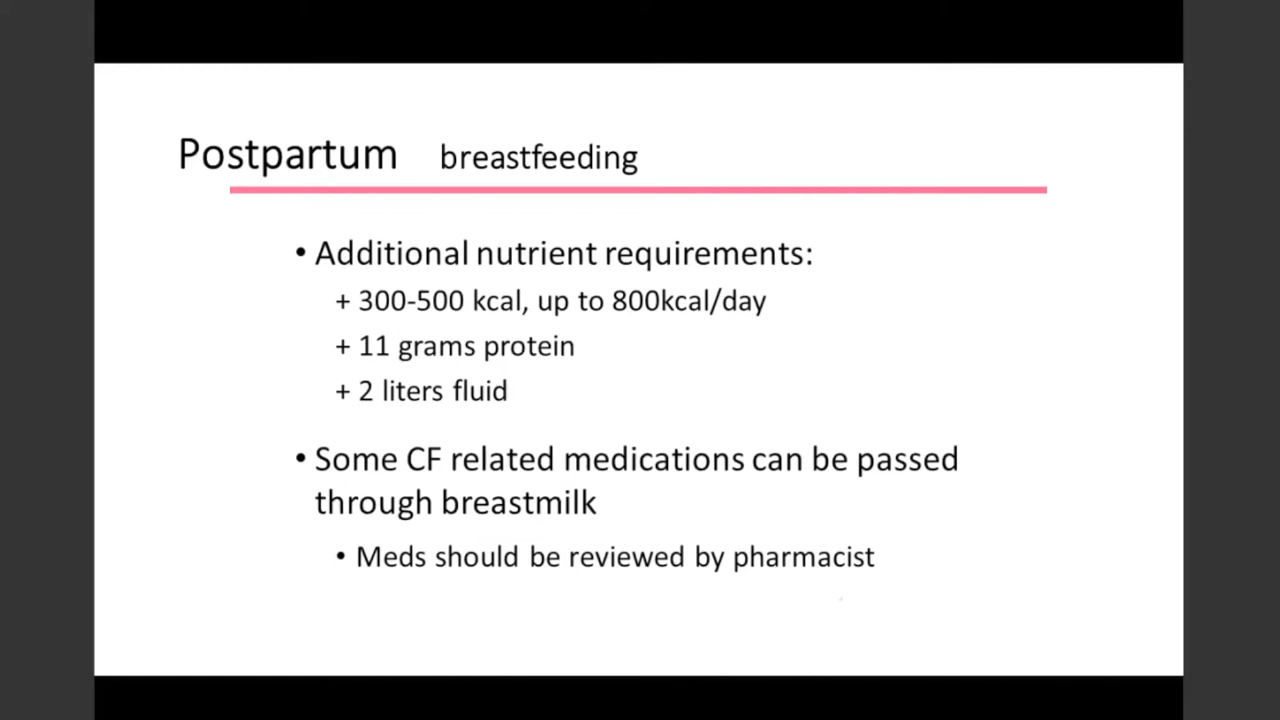 Postpartum breastfeeding
• Additional nutrient requirements:
+ 300-500 kcal, up to 800kcal/day
+ 11 grams protein
+ 2 liters fluid
• Some CF related medications can be passed
through breastmilk
• Meds should be reviewed by pharmacist